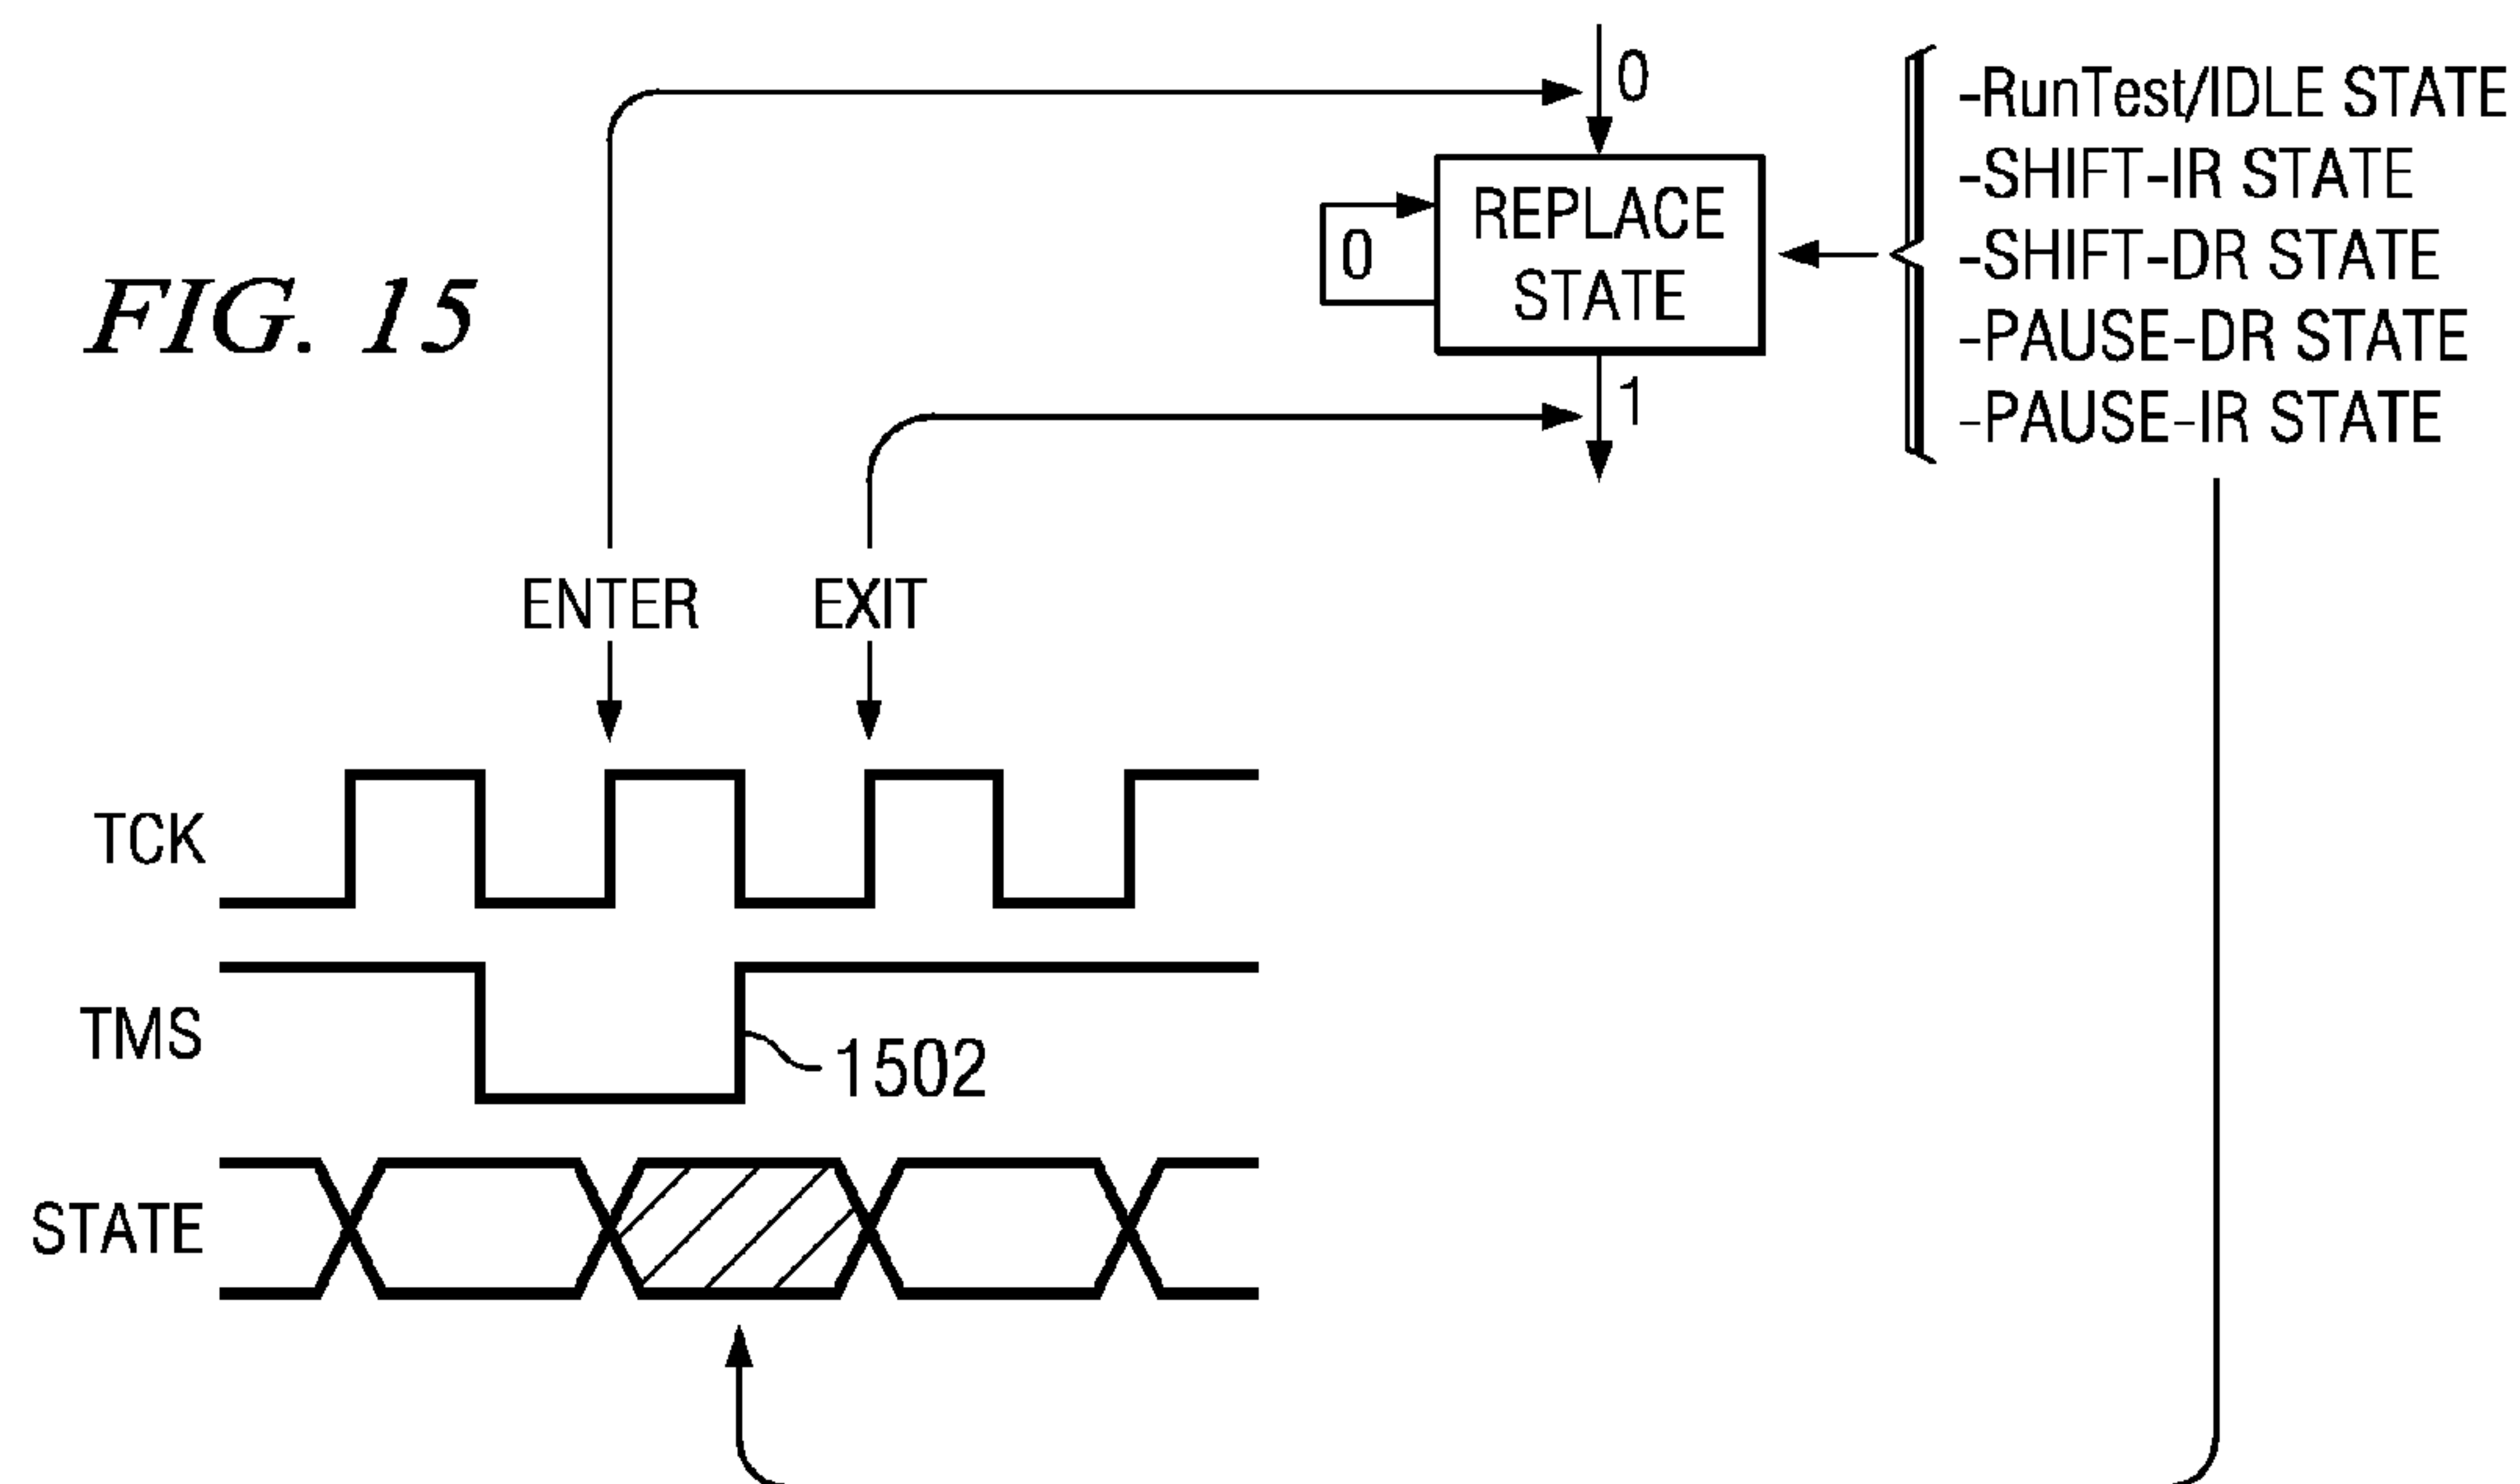 FIG. 15
0
REPLACE
STATE
0
1
-RunTest/IDLE STATE
-SHIFT-IR STATE
-SHIFT-DR STATE
-PAUSE-DR STATE
-PAUSE-IR STATE
ENTER
EXIT
TCK
TMS
1502
STATE